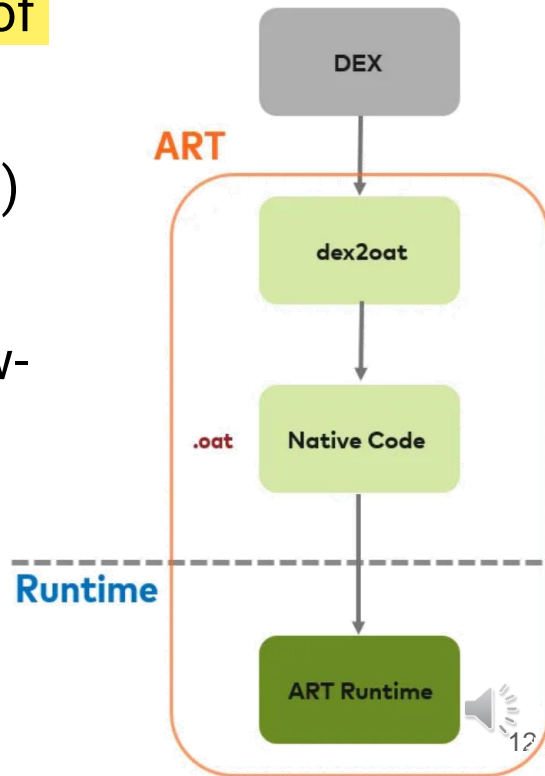 of
DEX
ART
)
dex2oat
w-
.oat
Native Code
Runtime
ART Runtime
12